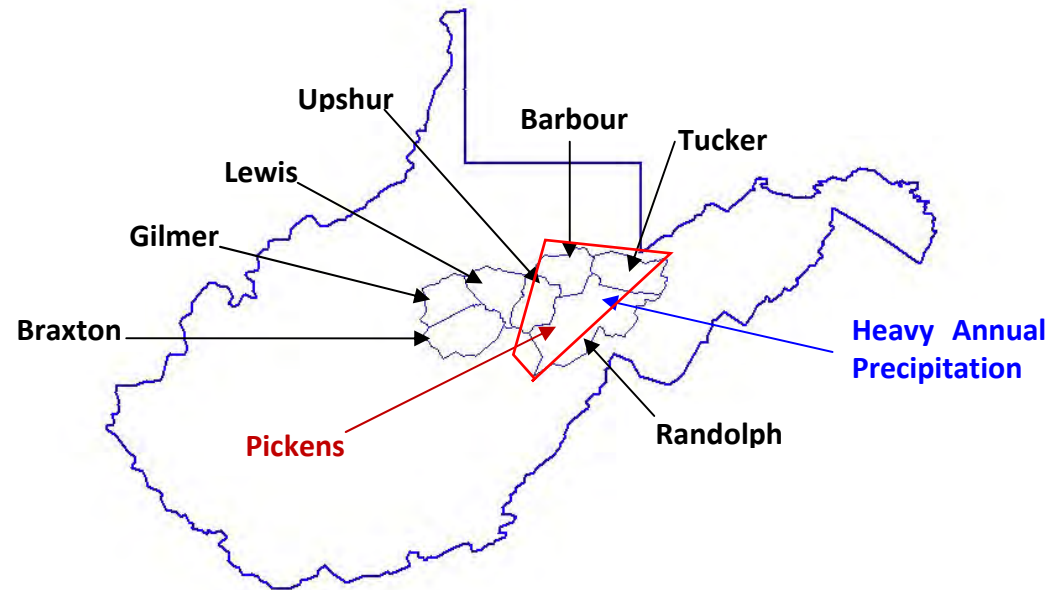 Upshur
Barbour
Tucker
Lewis
Gilmer
Braxton
Heavy Annual
Precipitation
Pickens
Randolph